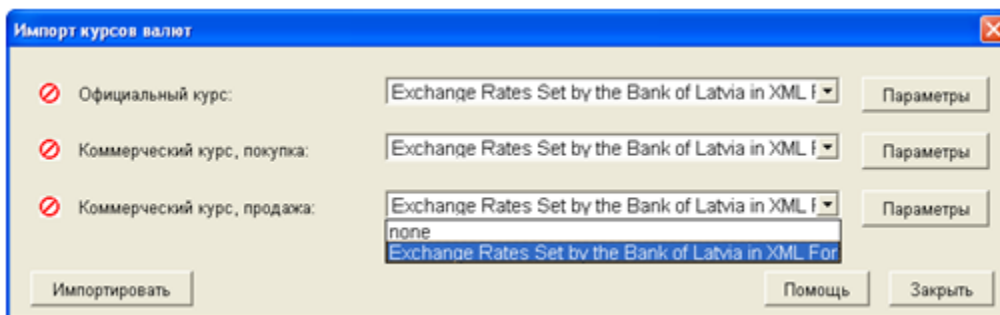 Импорт курсов валют
Официальный курс: Exchange Rates Set by the Bank of Latvia in XML F Параметры
Коммерческий курс, покупка: Exchange Rates Set by the Bank of Latvia in XML F Параметры
Коммерческий курс, продажа: Exchange Rates Set by the Bank of Latvia in XML F Параметры
none
Exchange Rates Set by the Bank of Latvia in XML For
Импортировать Помощь Закрыть